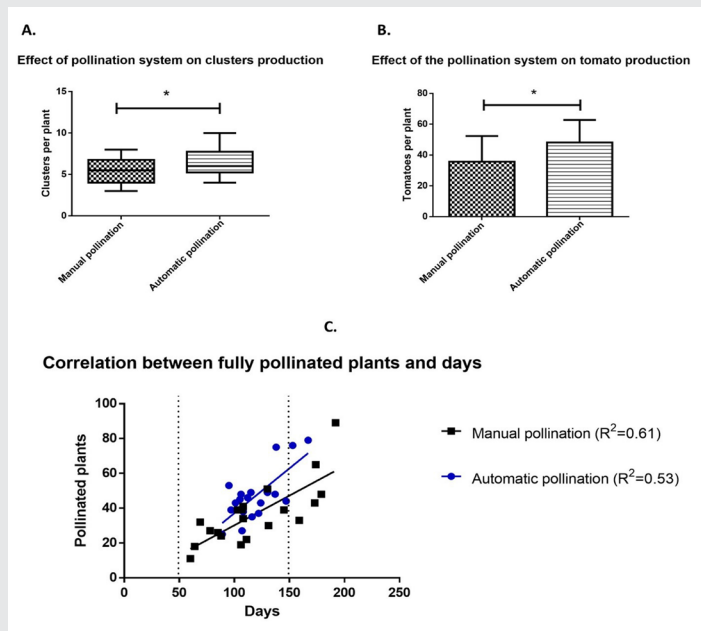 A.
Effect of pollination system on clusters production
*
15
10
5
0
Clusters per plant
Manual pollination
Automatic pollination
B.
Effect of the pollination system on tomato production
*
80
60
40
20
0
Tomatoes per plant
Manual pollination
Automatic pollination
C.
Correlation between fully pollinated plants and days
100
80
60
40
20
0
Pollinated plants
0 50 100 150 200 250
Days
Manual pollination (R²=0.61)
Automatic pollination (R²=0.53)